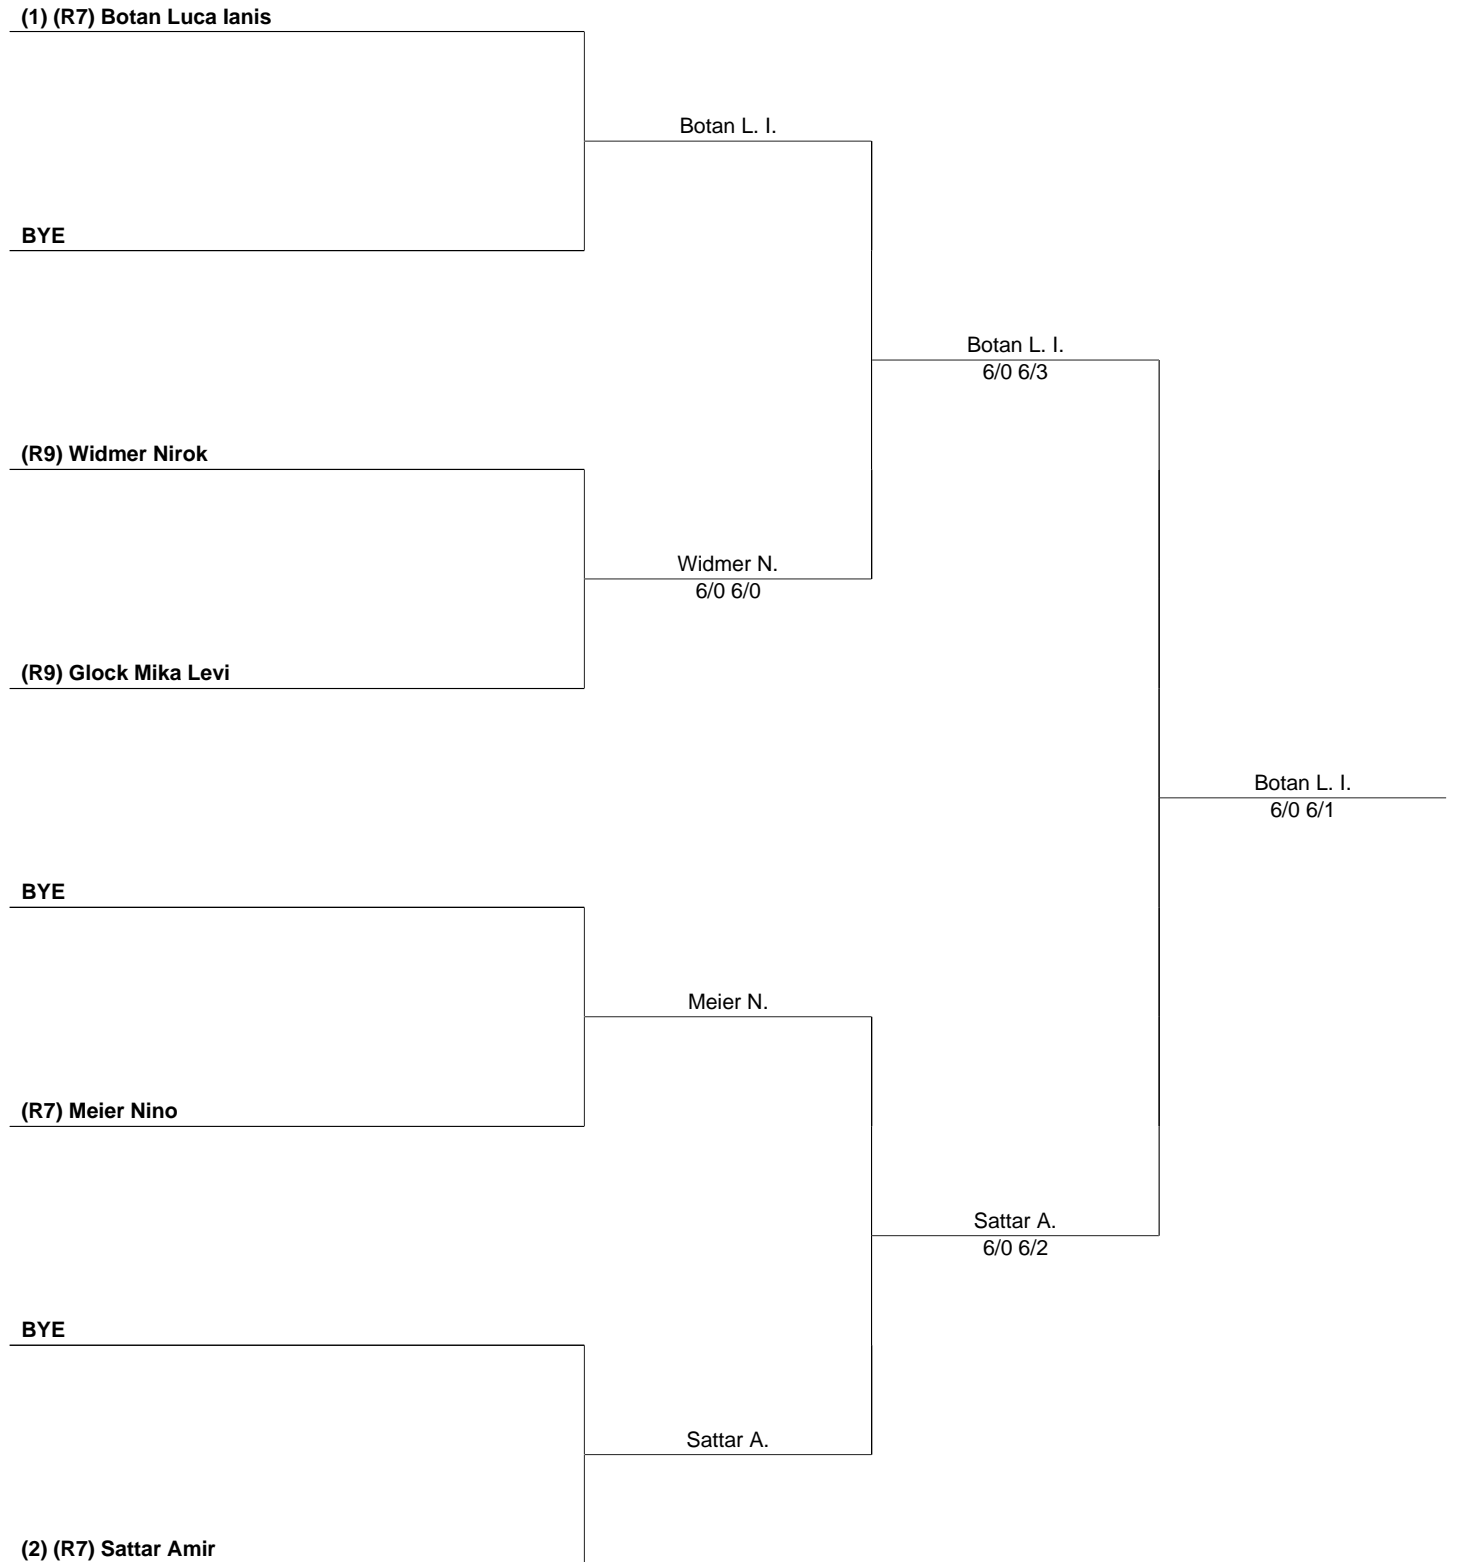 (1) (R7) Botan Luca Ianis
Botan L. I.
BYE
Botan L. I.
6/0 6/3
(R9) Widmer Nirok
Widmer N.
6/0 6/0
(R9) Glock Mika Levi
Botan L. I.
6/0 6/1
BYE
Meier N.
(R7) Meier Nino
Sattar A.
6/0 6/2
BYE
Sattar A.
(2) (R7) Sattar Amir